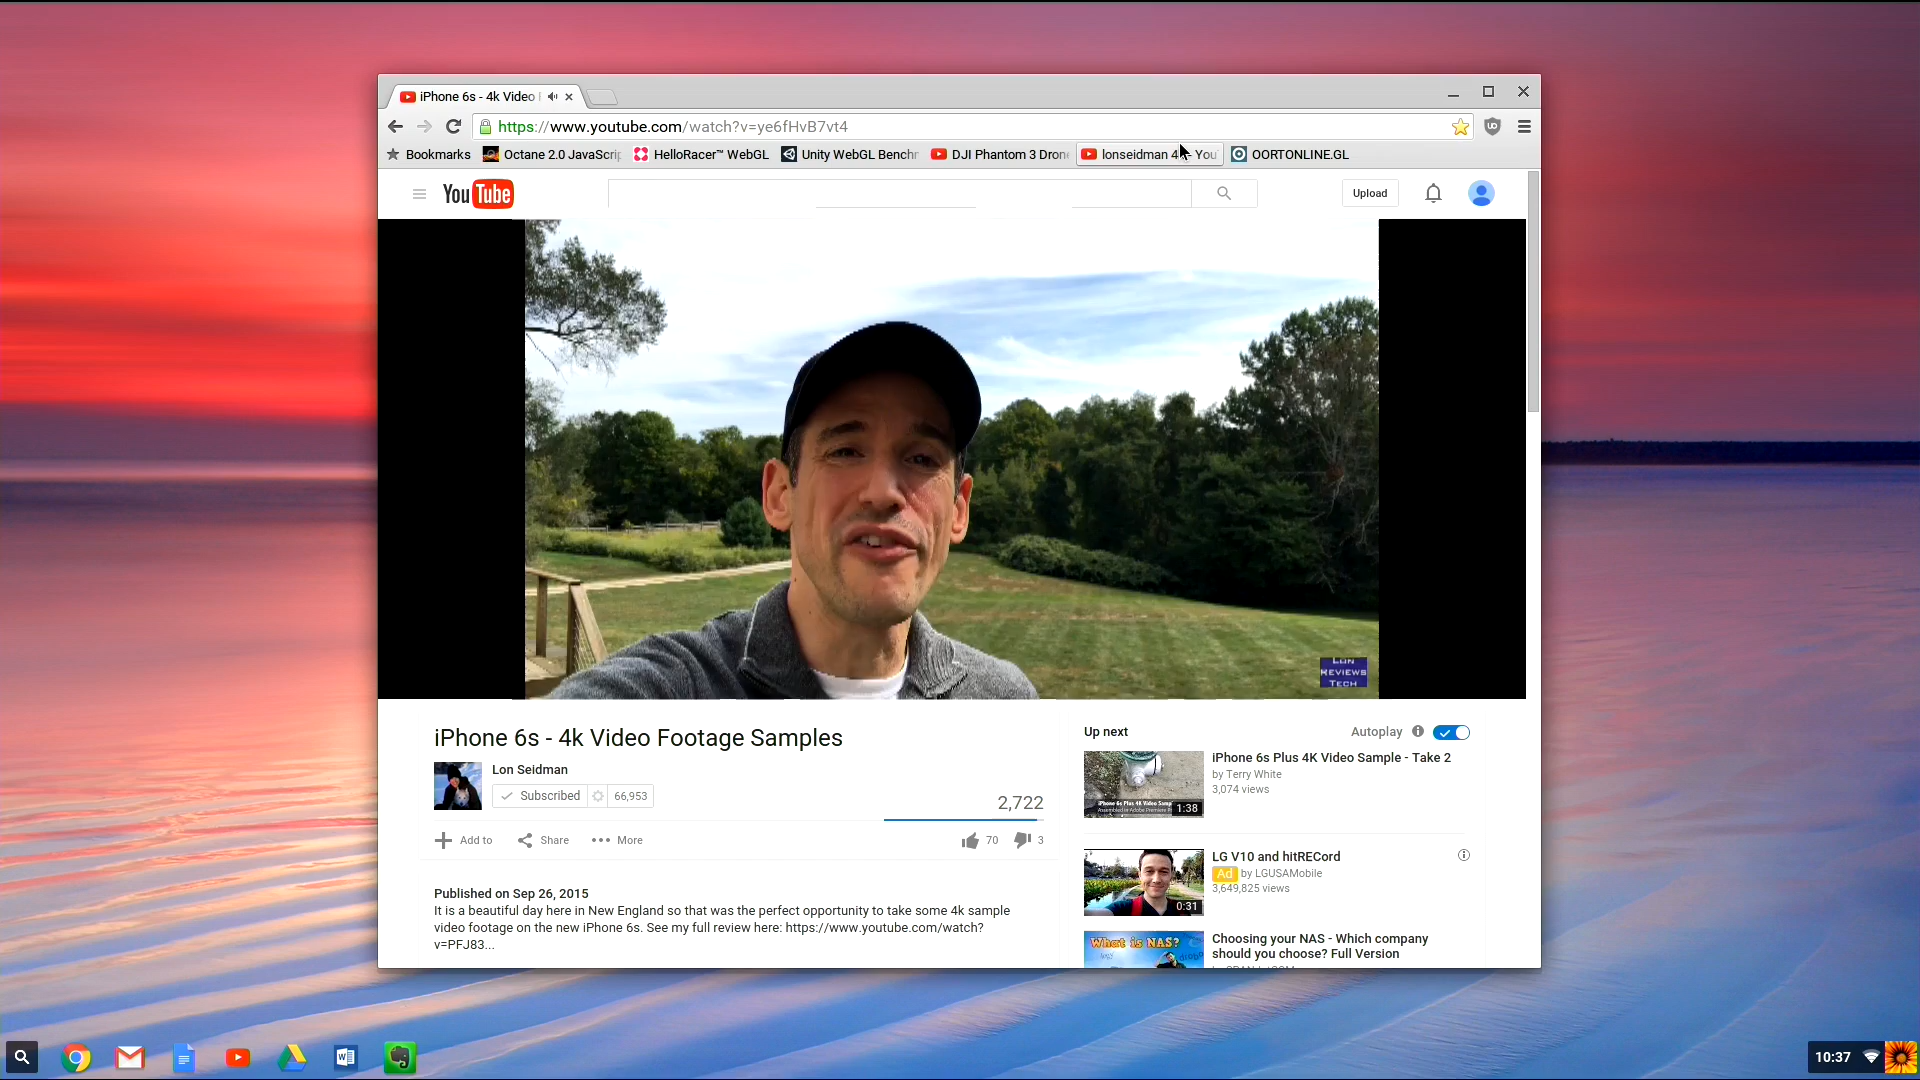 iPhone 6s - 4k Video
https://www.youtube.com/watch?v=ye6fHvB7vt4
Bookmarks
Octane 2.0 JavaScrip
HelloRacer™ WebGL
Unity WebGL Benchm
DJI Phantom 3 Drone
lonseidman 4 - You
OORTONLINE.GL
YouTube
Upload
LON
REVIEWS
TECH
iPhone 6s - 4k Video Footage Samples
Lon Seidman
Subscribed 66,953
2,722
Add to Share More 70 3
Published on Sep 26, 2015
It is a beautiful day here in New England so that was the perfect opportunity to take some 4k sample
video footage on the new iPhone 6s. See my full review here: https://www.youtube.com/watch?
v=PFJ83...
Up next Autoplay
iPhone 6s Plus 4K Video Sample - Take 2
by Terry White
3,074 views
1:38
LG V10 and hitRECord
Ad by LGUSAMobile
3,649,825 views
0:31
What is NAS?
Choosing your NAS - Which company
should you choose? Full Version
10:37